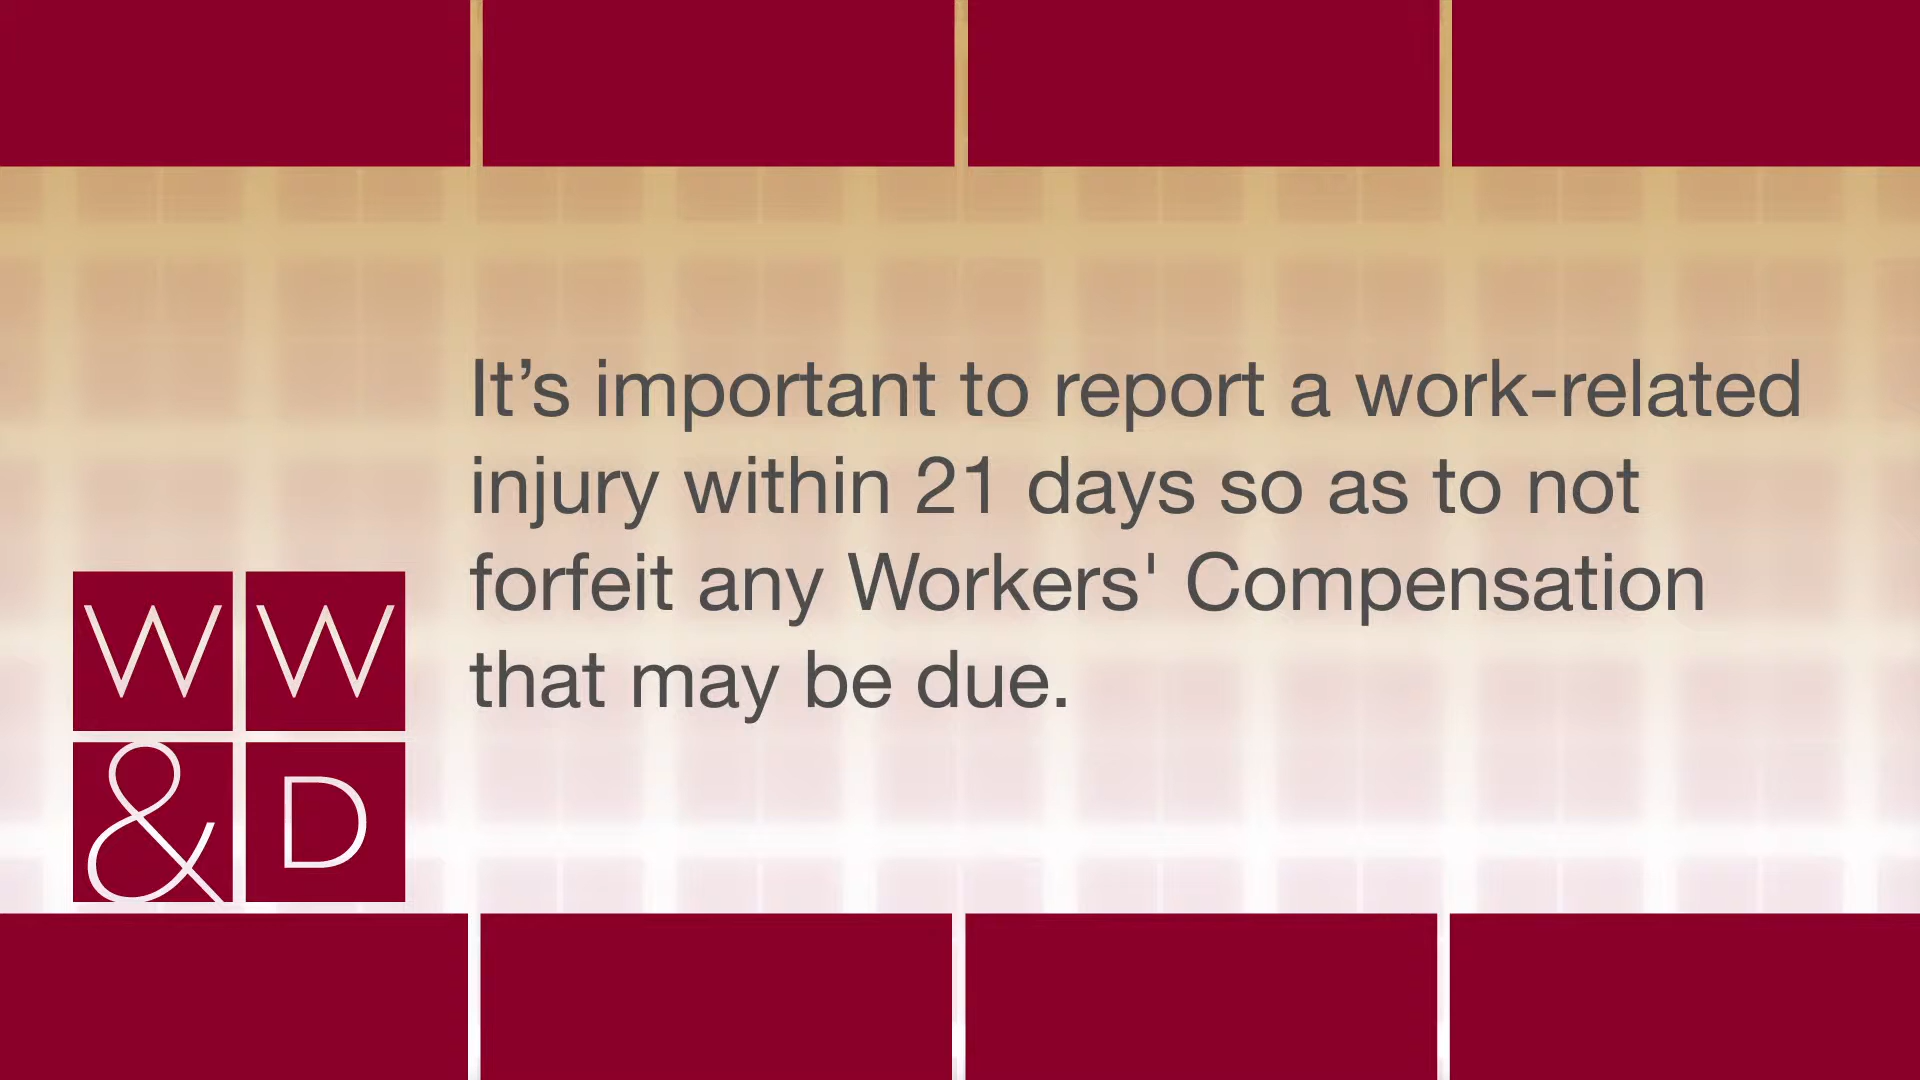 It’s important to report a work-related
injury within 21 days so as to not
forfeit any Workers' Compensation
that may be due.
W W
& D